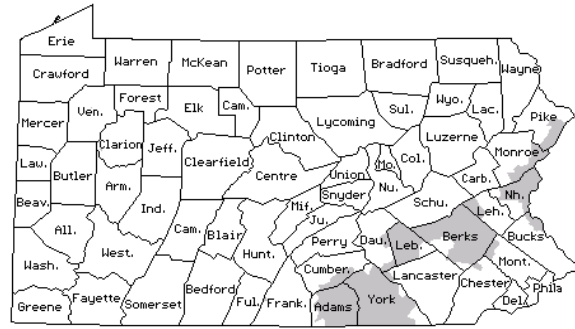 Erie
Crawford
Warren
McKean
Potter
Tioga
Bradford
Susqueh.
Wayne
Mercer
Ven.
Forest
Elk
Cam.
Clinton
Lycoming
Sul.
Wyo.
Lac.
Pike
Law.
Butler
Clarion
Jeff.
Clearfield
Centre
Union
Mo.
Col.
Luzerne
Monroe
Beav.
Arm.
Ind.
Snyder
Nu.
Schu.
Carb.
Nh.
All.
West.
Cam.
Blair
Hunt.
Mif.
Ju.
Perry
Dau.
Leb.
Berks
Leh.
Bucks
Wash.
Greene
Fayette
Somerset
Bedford
Ful.
Frank.
Cumber.
Adams
York
Lancaster
Chester
Mont.
Del.
Phila